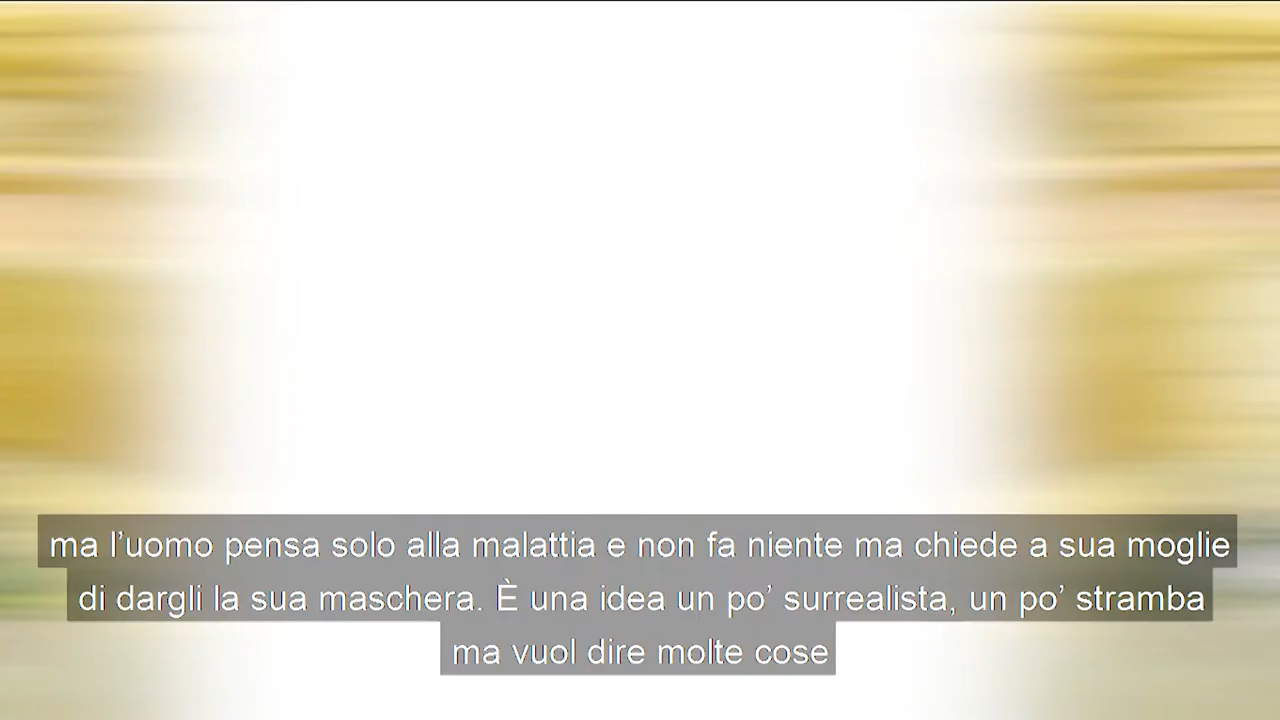 ma l’uomo pensa solo alla malattia e non fa niente ma chiede a sua moglie
di dargli la sua maschera. È una idea un po’ surrealista, un po’ stramba
ma vuol dire molte cose